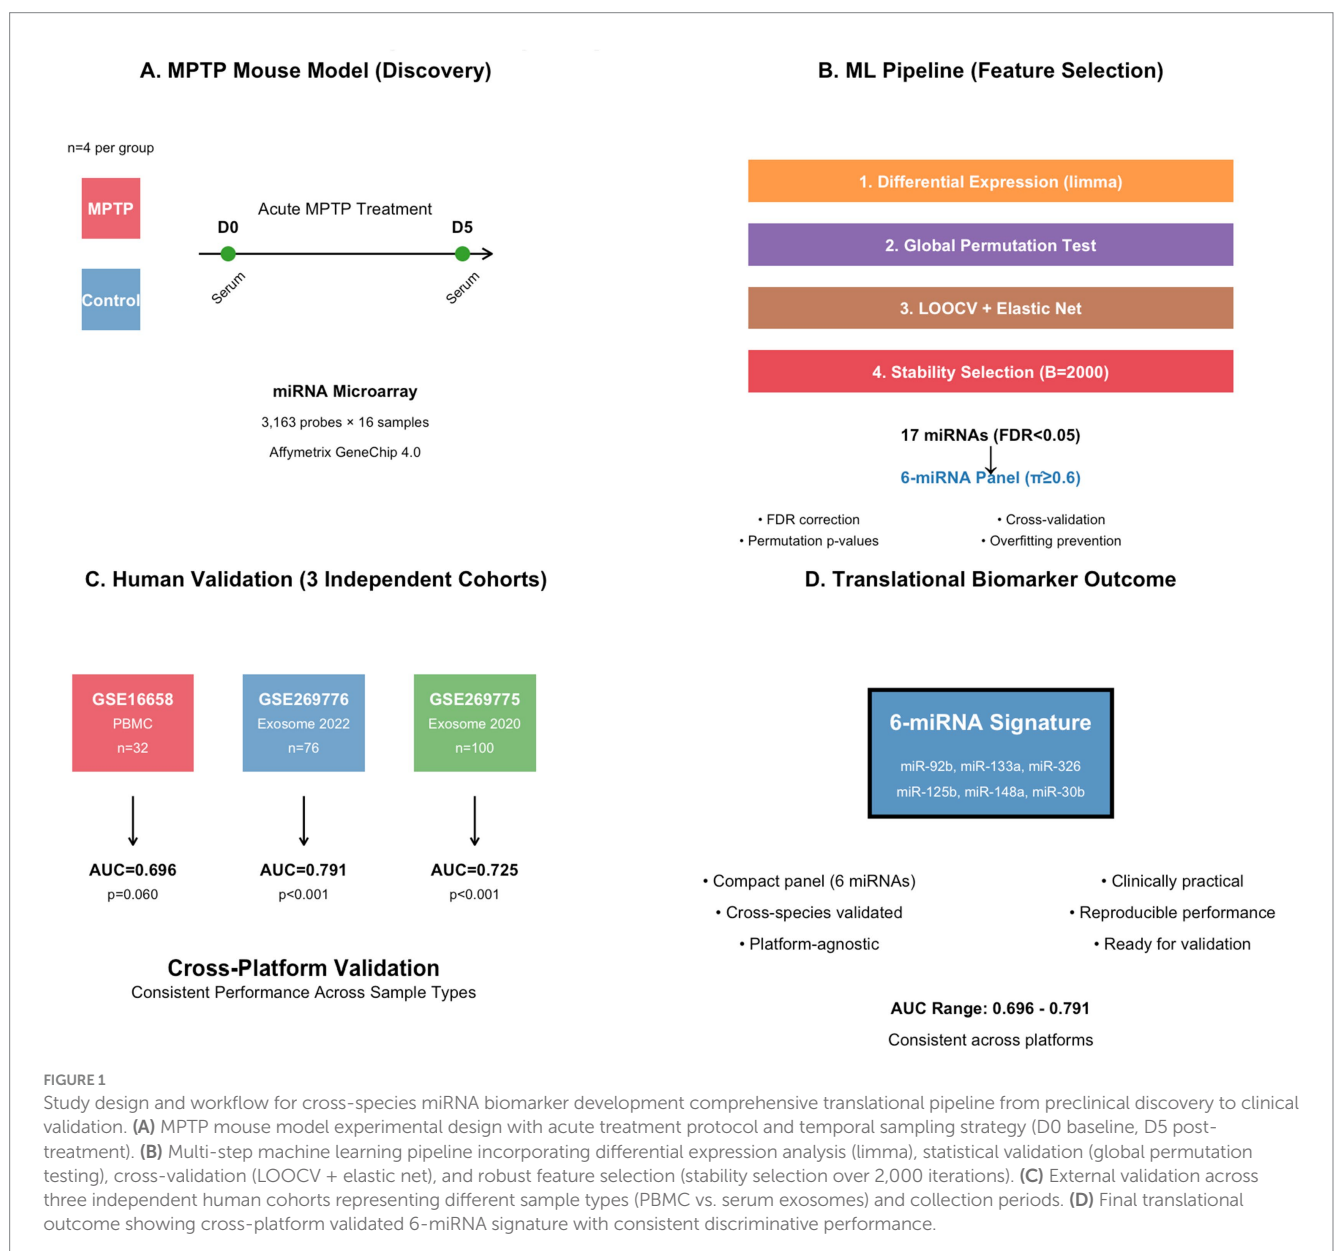 A. MPTP Mouse Model (Discovery)
n=4 per group
MPTP
Control
Acute MPTP Treatment
D0
D5
Serum
Serum
miRNA Microarray
3,163 probes × 16 samples
Affymetrix GeneChip 4.0
B. ML Pipeline (Feature Selection)
1. Differential Expression (limma)
2. Global Permutation Test
3. LOOCV + Elastic Net
4. Stability Selection (B=2000)
17 miRNAs (FDR<0.05)
6-miRNA Panel (π̂≥0.6)
• FDR correction
• Permutation p-values
• Cross-validation
• Overfitting prevention
C. Human Validation (3 Independent Cohorts)
GSE16658
PBMC
n=32
GSE269776
Exosome 2022
n=76
GSE269775
Exosome 2020
n=100
AUC=0.696
p=0.060
AUC=0.791
p<0.001
AUC=0.725
p<0.001
Cross-Platform Validation
Consistent Performance Across Sample Types
D. Translational Biomarker Outcome
6-miRNA Signature
miR-92b, miR-133a, miR-326
miR-125b, miR-148a, miR-30b
• Compact panel (6 miRNAs)
• Cross-species validated
• Platform-agnostic
• Clinically practical
• Reproducible performance
• Ready for validation
AUC Range: 0.696 - 0.791
Consistent across platforms
FIGURE 1
Study design and workflow for cross-species miRNA biomarker development comprehensive translational pipeline from preclinical discovery to clinical
validation. (A) MPTP mouse model experimental design with acute treatment protocol and temporal sampling strategy (D0 baseline, D5 post-
treatment). (B) Multi-step machine learning pipeline incorporating differential expression analysis (limma), statistical validation (global permutation
testing), cross-validation (LOOCV + elastic net), and robust feature selection (stability selection over 2,000 iterations). (C) External validation across
three independent human cohorts representing different sample types (PBMC vs. serum exosomes) and collection periods. (D) Final translational
outcome showing cross-platform validated 6-miRNA signature with consistent discriminative performance.